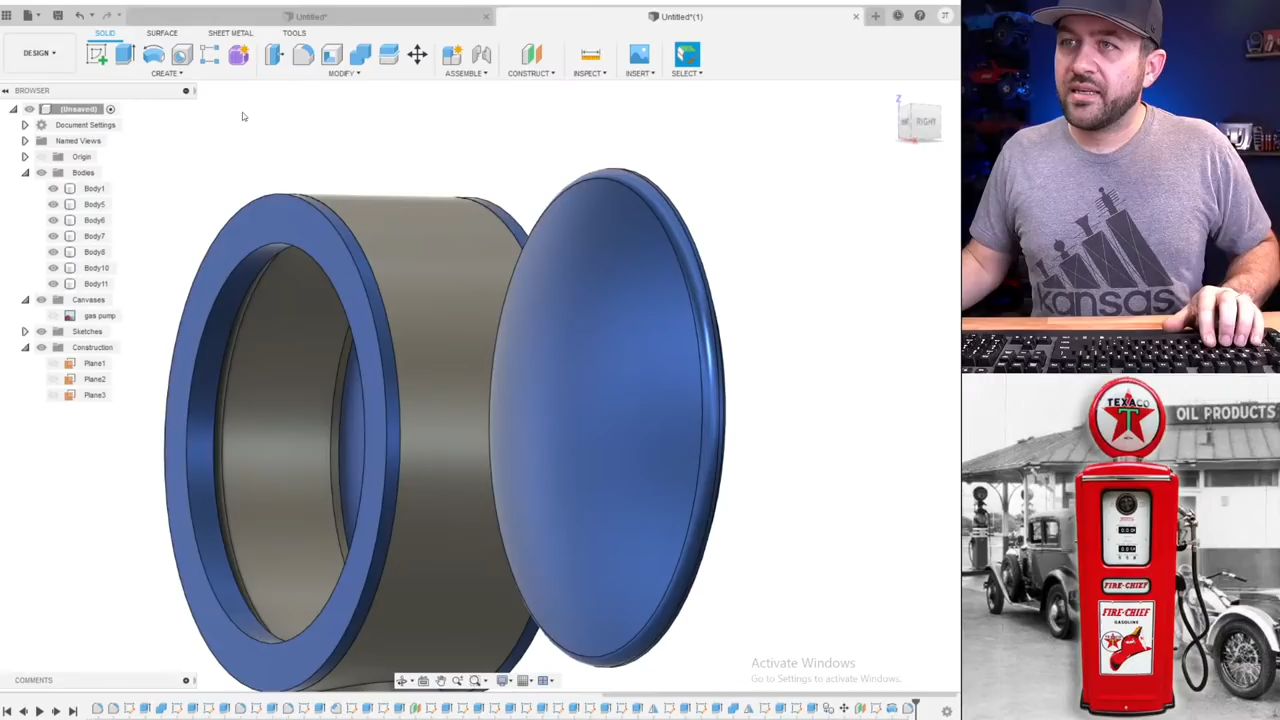 Untitled*
Untitled*(1)
JT
DESIGN
SOLID
SURFACE
SHEET METAL
TOOLS
CREATE
MODIFY
ASSEMBLE
CONSTRUCT
INSPECT
INSERT
SELECT
BROWSER
(Unsaved)
Document Settings
Named Views
Origin
Bodies
Body1
Body5
Body6
Body7
Body8
Body10
Body11
Canvases
gas pump
Sketches
Construction
Plane1
Plane2
Plane3
Z
RIGHT
Activate Windows
Go to Settings to activate Windows.
COMMENTS
kansas
TEXACO
T
OIL PRODUCTS
FIRE-CHIEF
FIRE-CHIEF
GASOLINE